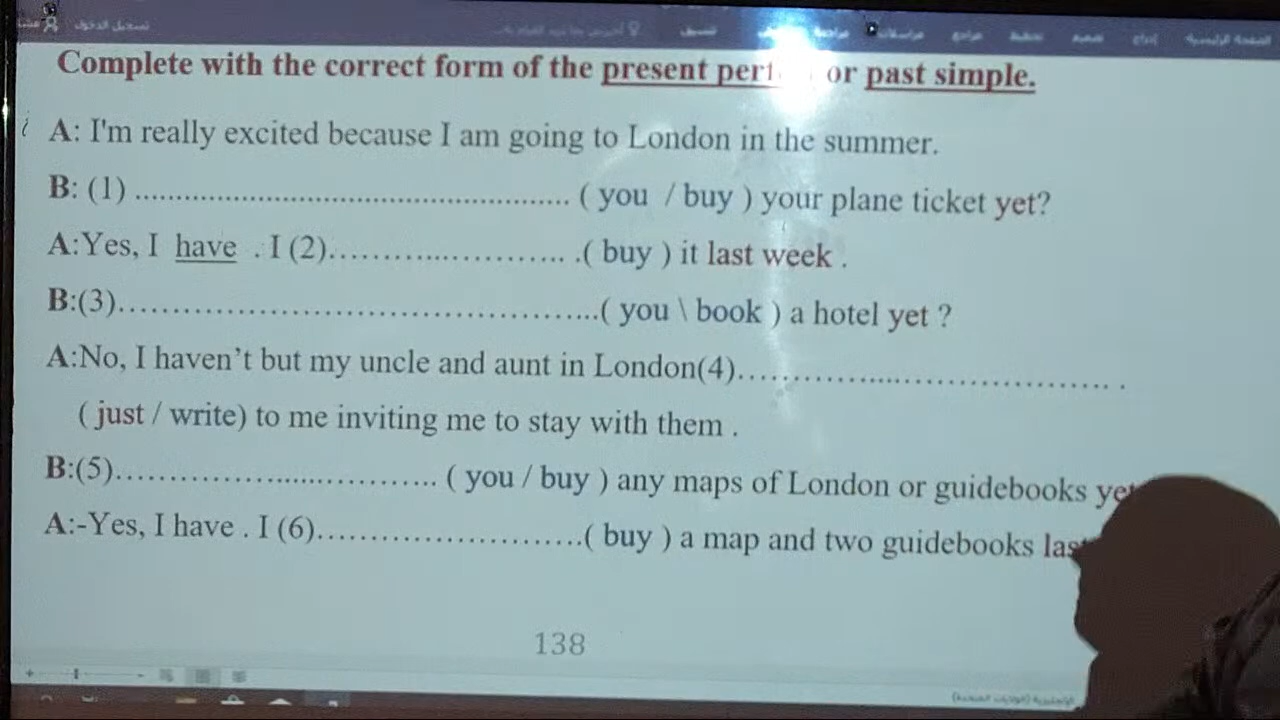 تسجيل الدخول
الصفحة الرئيسية
Complete with the correct form of the present or past simple.
A: I'm really excited because I am going to London in the summer.
B: (1) ................................................... ( you / buy ) your plane ticket yet?
A:Yes, I have . I (2)............................. .( buy ) it last week .
B:(3)...................................................( you \ book ) a hotel yet ?
A:No, I haven’t but my uncle and aunt in London(4)............................................ .
( just / write) to me inviting me to stay with them .
B:(5)....................................... ( you / buy ) any maps of London or guidebooks
A:-Yes, I have . I (6)..............................( buy ) a map and two guidebooks
138